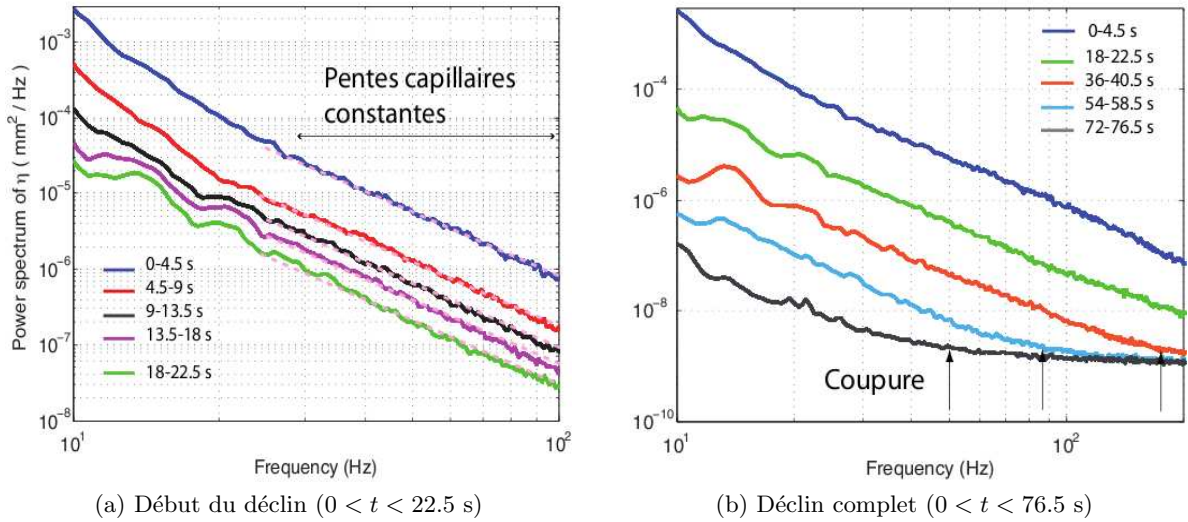 Power spectrum of η ( mm² / Hz )
10⁻³
10⁻⁴
10⁻⁵
10⁻⁶
10⁻⁷
10⁻⁸
Pentes capillaires
constantes
0-4.5 s
4.5-9 s
9-13.5 s
13.5-18 s
18-22.5 s
10¹
10²
Frequency (Hz)
(a) Début du déclin (0 < t < 22.5 s)
10⁻⁴
10⁻⁶
10⁻⁸
10⁻¹⁰
0-4.5 s
18-22.5 s
36-40.5 s
54-58.5 s
72-76.5 s
Coupure
10¹
10²
Frequency (Hz)
(b) Déclin complet (0 < t < 76.5 s)